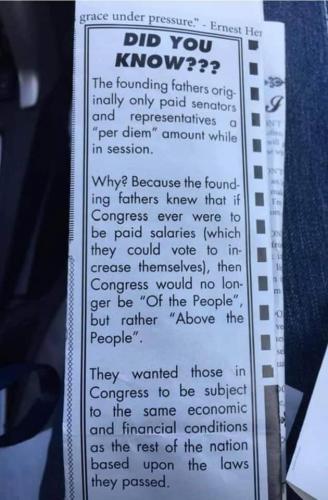 grace under pressure." - Ernest Her
DID YOU
KNOW???
The founding fathers orig-
inally only paid senators
and representatives a
"per diem" amount while
in session.
Why? Because the found-
ing fathers knew that if
Congress ever were to
be paid salaries (which
they could vote to in-
crease themselves), then
Congress would no lon-
ger be "Of the People",
but rather "Above the
People".
They wanted those in
Congress to be subject
to the same economic
and financial conditions
as the rest of the nation
based upon the laws
they passed.